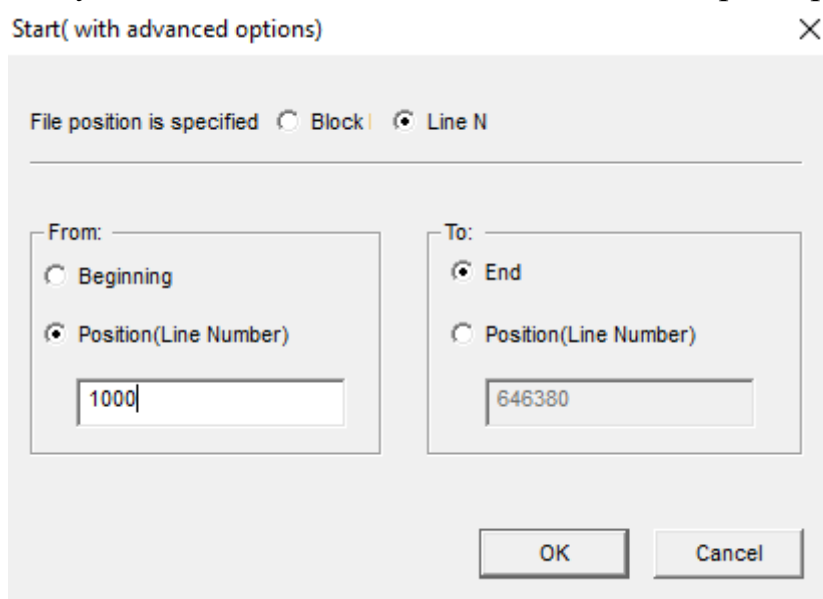 Start( with advanced options)
File position is specified Block Line N
From:
Beginning
Position(Line Number)
1000
To:
End
Position(Line Number)
646380
OK Cancel